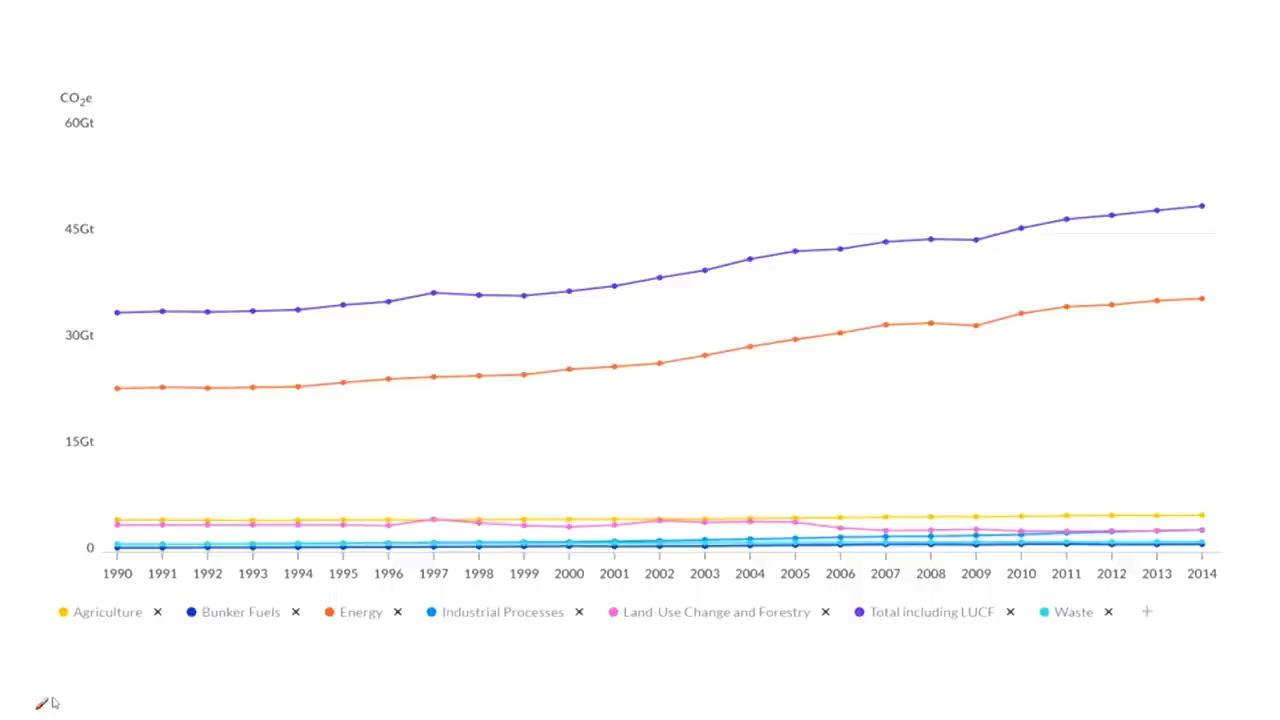 CO₂e
60Gt
45Gt
30Gt
15Gt
0
1990 1991 1992 1993 1994 1995 1996 1997 1998 1999 2000 2001 2002 2003 2004 2005 2006 2007 2008 2009 2010 2011 2012 2013 2014
Agriculture × Bunker Fuels × Energy × Industrial Processes × Land-Use Change and Forestry × Total including LUCF × Waste × +